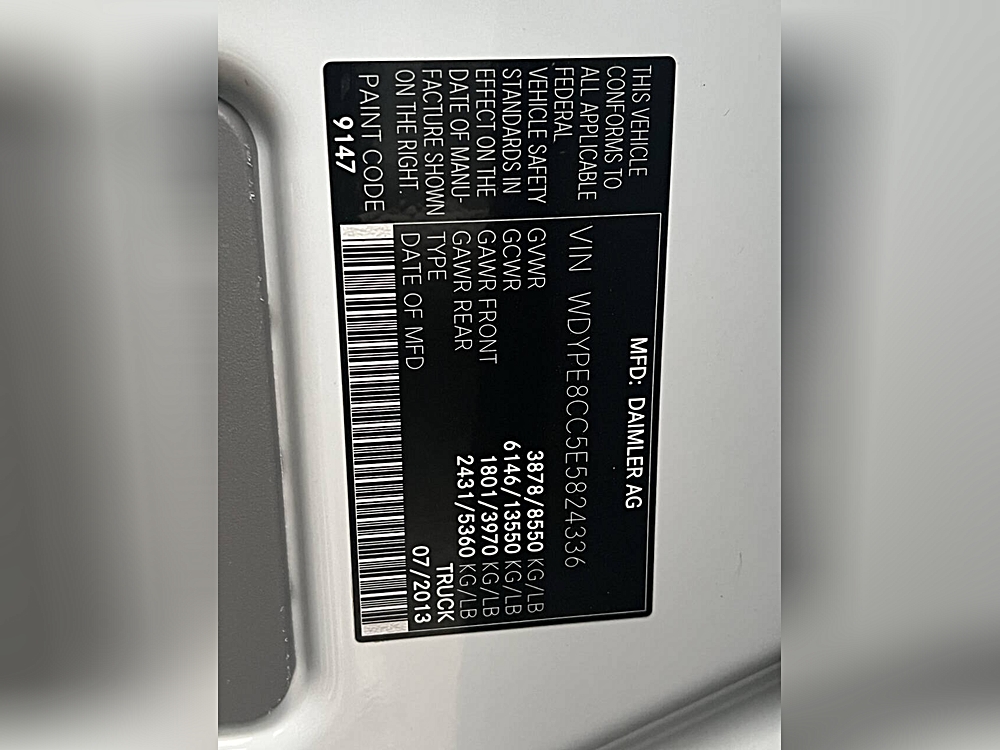 MFD: DAIMLER AG
THIS VEHICLE
CONFORMS TO
ALL APPLICABLE
FEDERAL
VEHICLE SAFETY
STANDARDS IN
EFFECT ON THE
DATE OF MANU-
FACTURE SHOWN
ON THE RIGHT.
PAINT CODE
9147
VIN WDYPE8CC5E5824336
GVWR 3878/8550 KG/LB
GCWR 6146/13550 KG/LB
GAWR FRONT 1801/3970 KG/LB
GAWR REAR 2431/5360 KG/LB
TYPE TRUCK
DATE OF MFD 07/2013